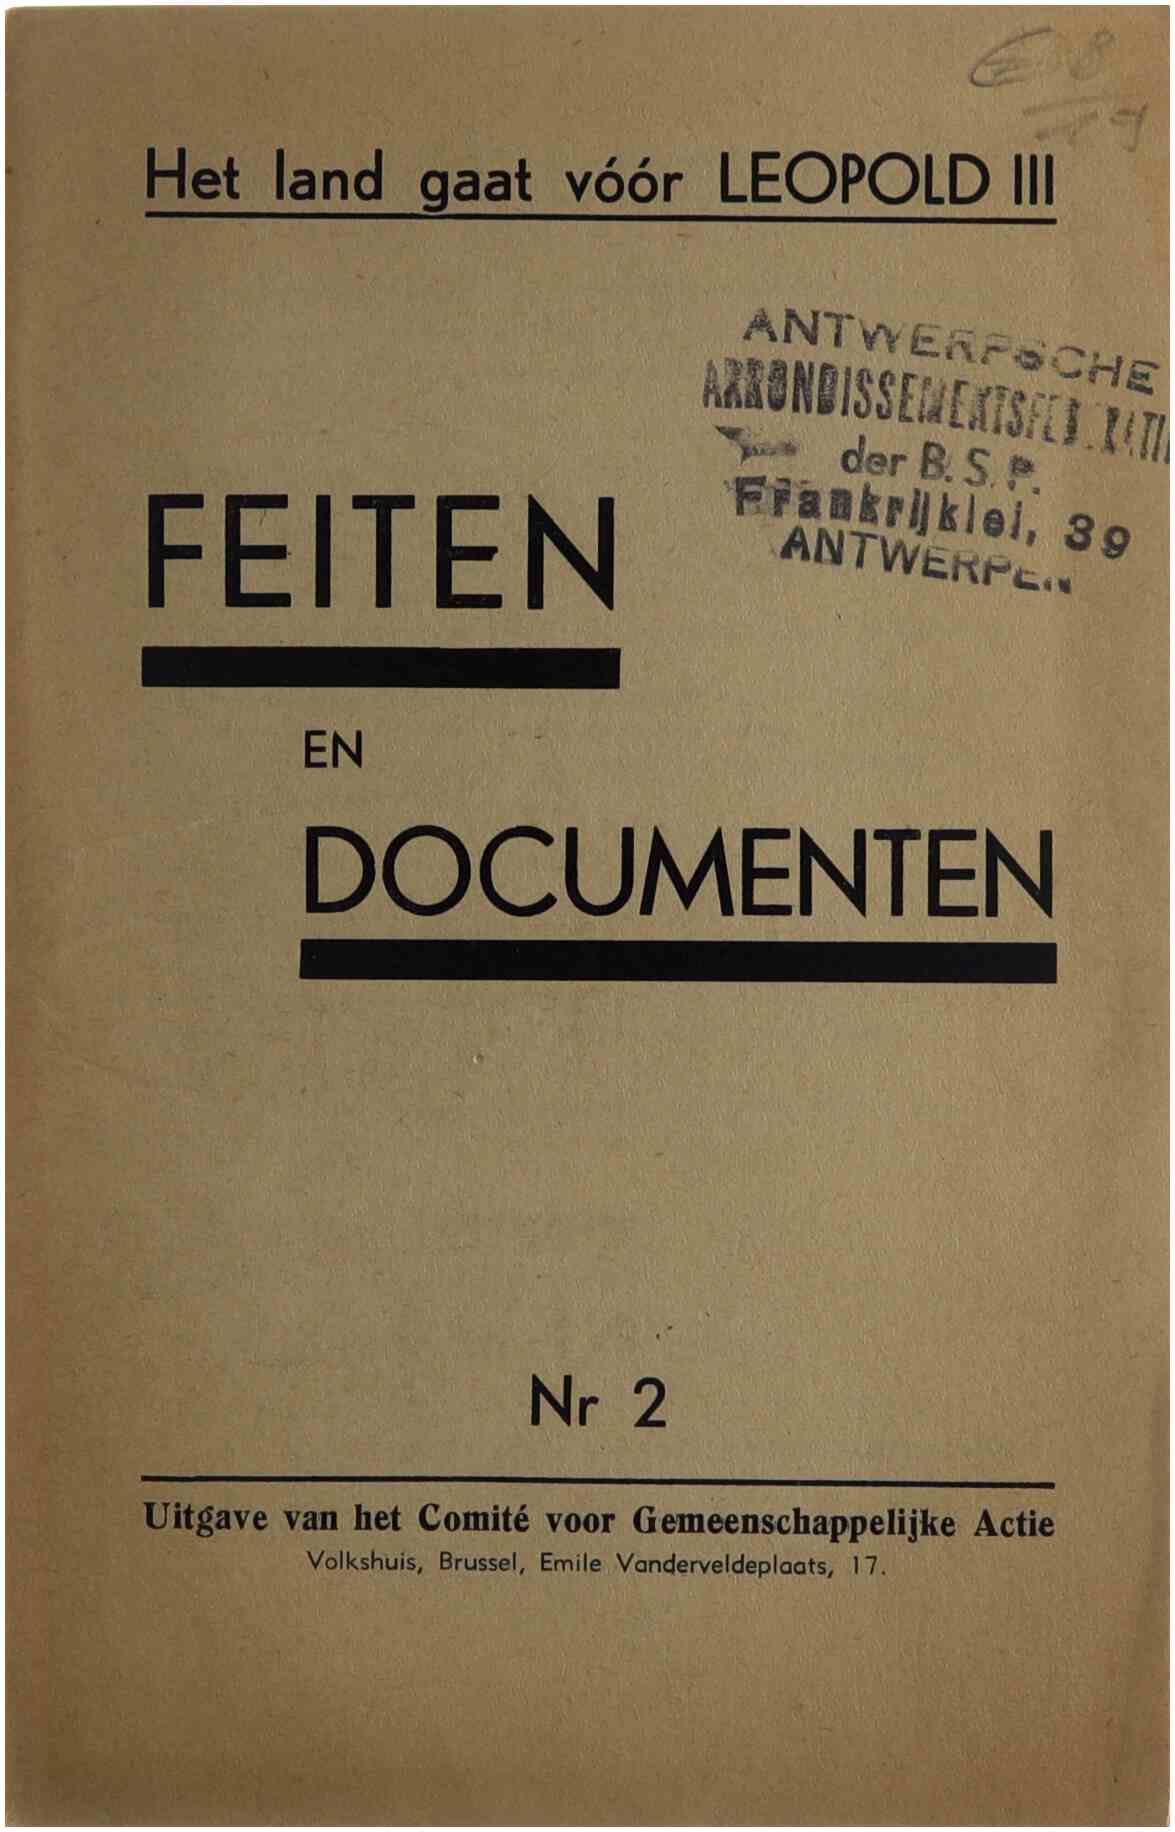 Het land gaat vóór LEOPOLD III
ANTWERPSCHE
ARRONDISSEMENTSFEDERATIE
der B.S.P.
Frankrijklei, 39
ANTWERPEN
FEITEN
EN
DOCUMENTEN
Nr 2
Uitgave van het Comité voor Gemeenschappelijke Actie
Volkshuis, Brussel, Emile Vanderveldeplaats, 17.